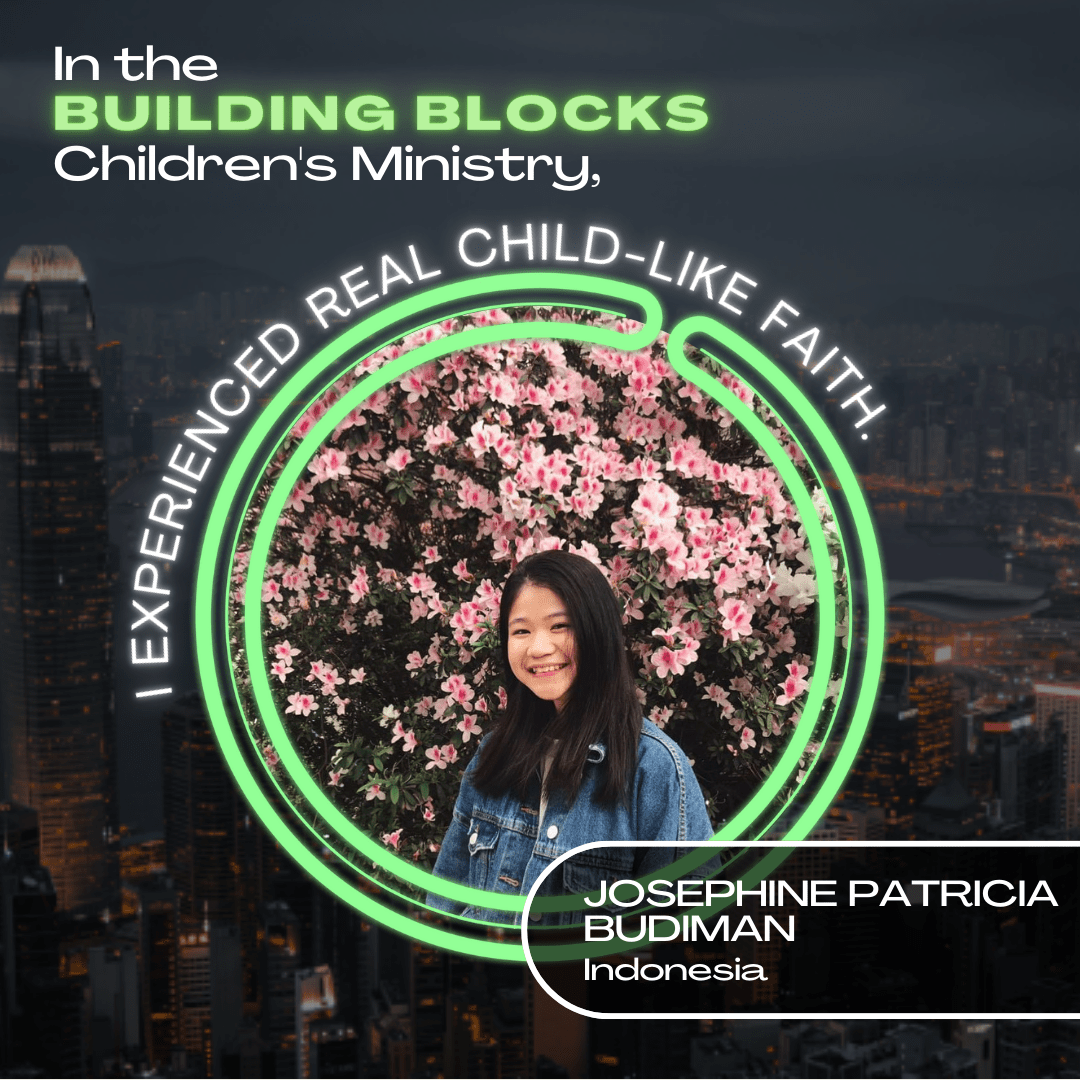 In the
BUILDING BLOCKS
Children's Ministry,
I EXPERIENCED REAL CHILD-LIKE FAITH.
JOSEPHINE PATRICIA
BUDIMAN
Indonesia